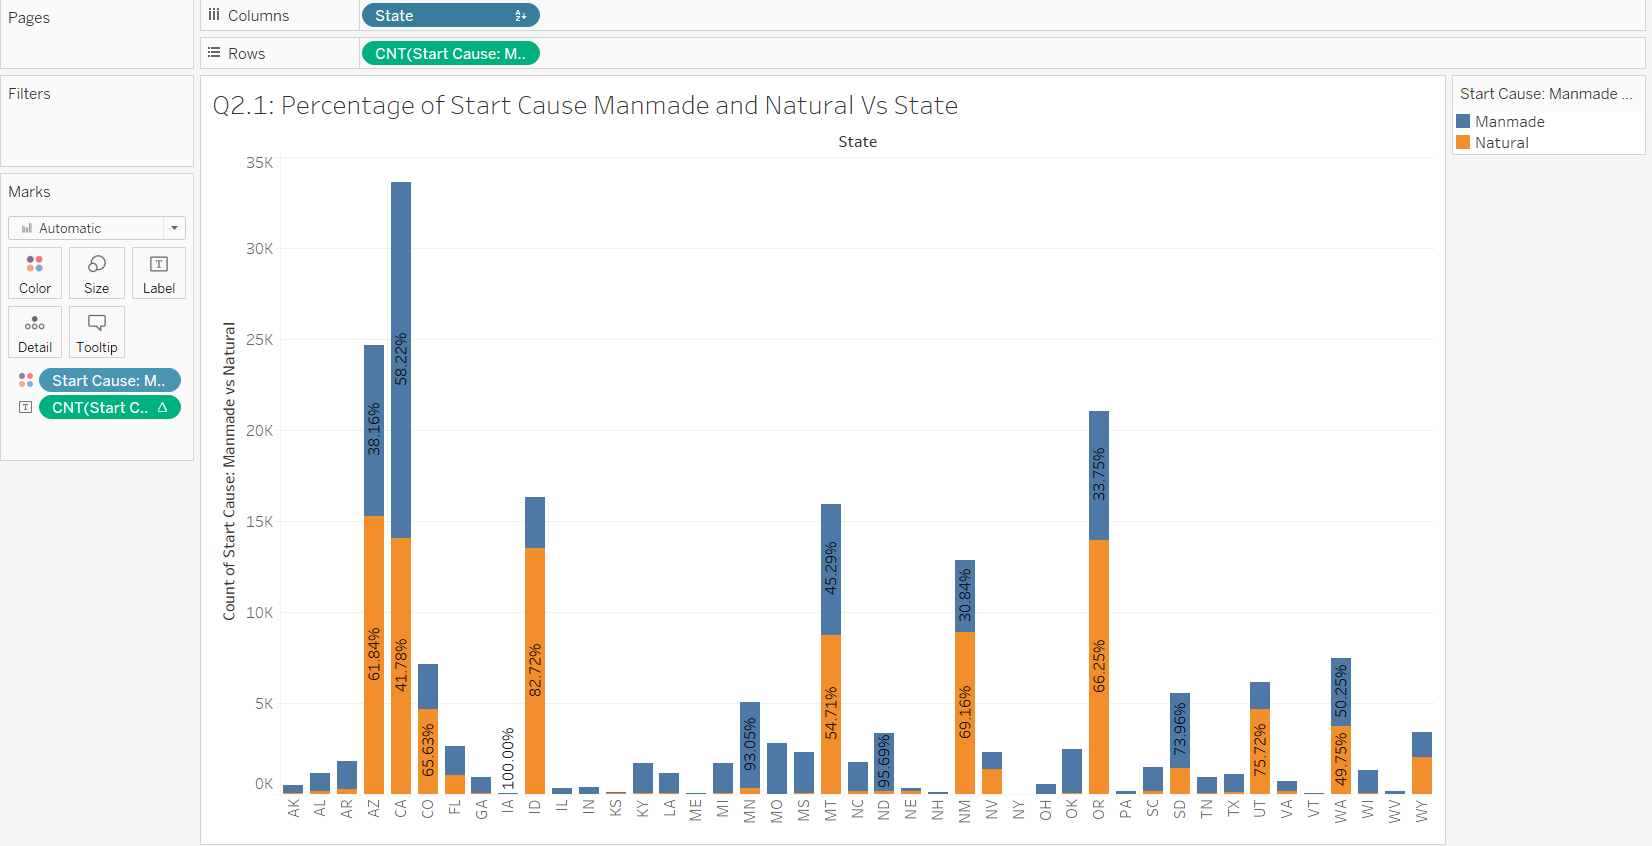 Pages
Columns
State
Rows
CNT(Start Cause: M..
Filters
Marks
Automatic
Color
Size
Label
Detail
Tooltip
Start Cause: M..
CNT(Start C..
Q2.1: Percentage of Start Cause Manmade and Natural Vs State
State
Count of Start Cause: Manmade vs Natural
35K
30K
25K
20K
15K
10K
5K
0K
38.16%
61.84%
58.22%
41.78%
65.63%
100.00%
82.72%
93.05%
45.29%
54.71%
95.69%
30.84%
69.16%
33.75%
66.25%
73.96%
75.72%
50.25%
49.75%
AK
AL
AR
AZ
CA
CO
FL
GA
IA
ID
IL
IN
KS
KY
LA
ME
MI
MN
MO
MS
MT
NC
ND
NE
NH
NM
NV
NY
OH
OK
OR
PA
SC
SD
TN
TX
UT
VA
VT
WA
WI
WV
WY
Start Cause: Manmade ...
Manmade
Natural